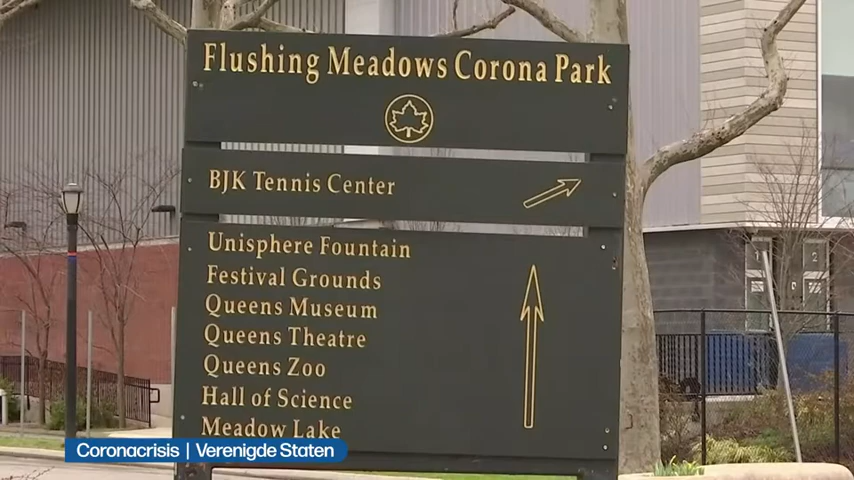 Flushing Meadows Corona Park
BJK Tennis Center
Unisphere Fountain
Festival Grounds
Queens Museum
Queens Theatre
Queens Zoo
Hall of Science
Meadow Lake
Coronacrisis | Verenigde Staten